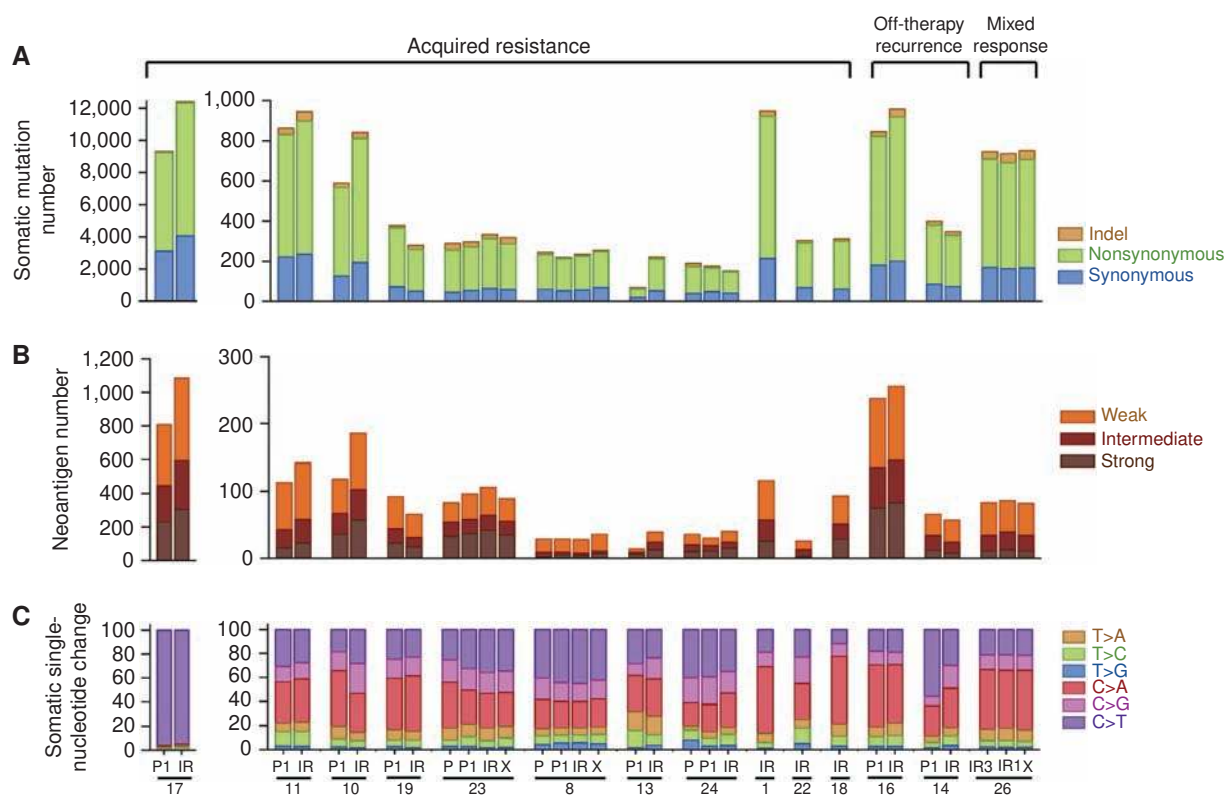 Off-therapy
recurrence
Mixed
response
Acquired resistance
A
Somatic mutation
number
12,000
10,000
8,000
6,000
4,000
2,000
0
1,000
800
600
400
200
0
Indel
Nonsynonymous
Synonymous
B
Neoantigen number
1,200
1,000
800
600
400
200
0
300
200
100
0
Weak
Intermediate
Strong
C
Somatic single-
nucleotide change
100
80
60
40
20
0
100
80
60
40
20
0
T>A
T>C
T>G
C>A
C>G
C>T
P1 IR P1 IR P1 IR P1 IR P P1 IR X P P1 IR X P1 IR P P1 IR IR IR IR P1 IR P1 IR IR3 IR1 X
17 11 10 19 23 8 13 24 1 22 18 16 14 26